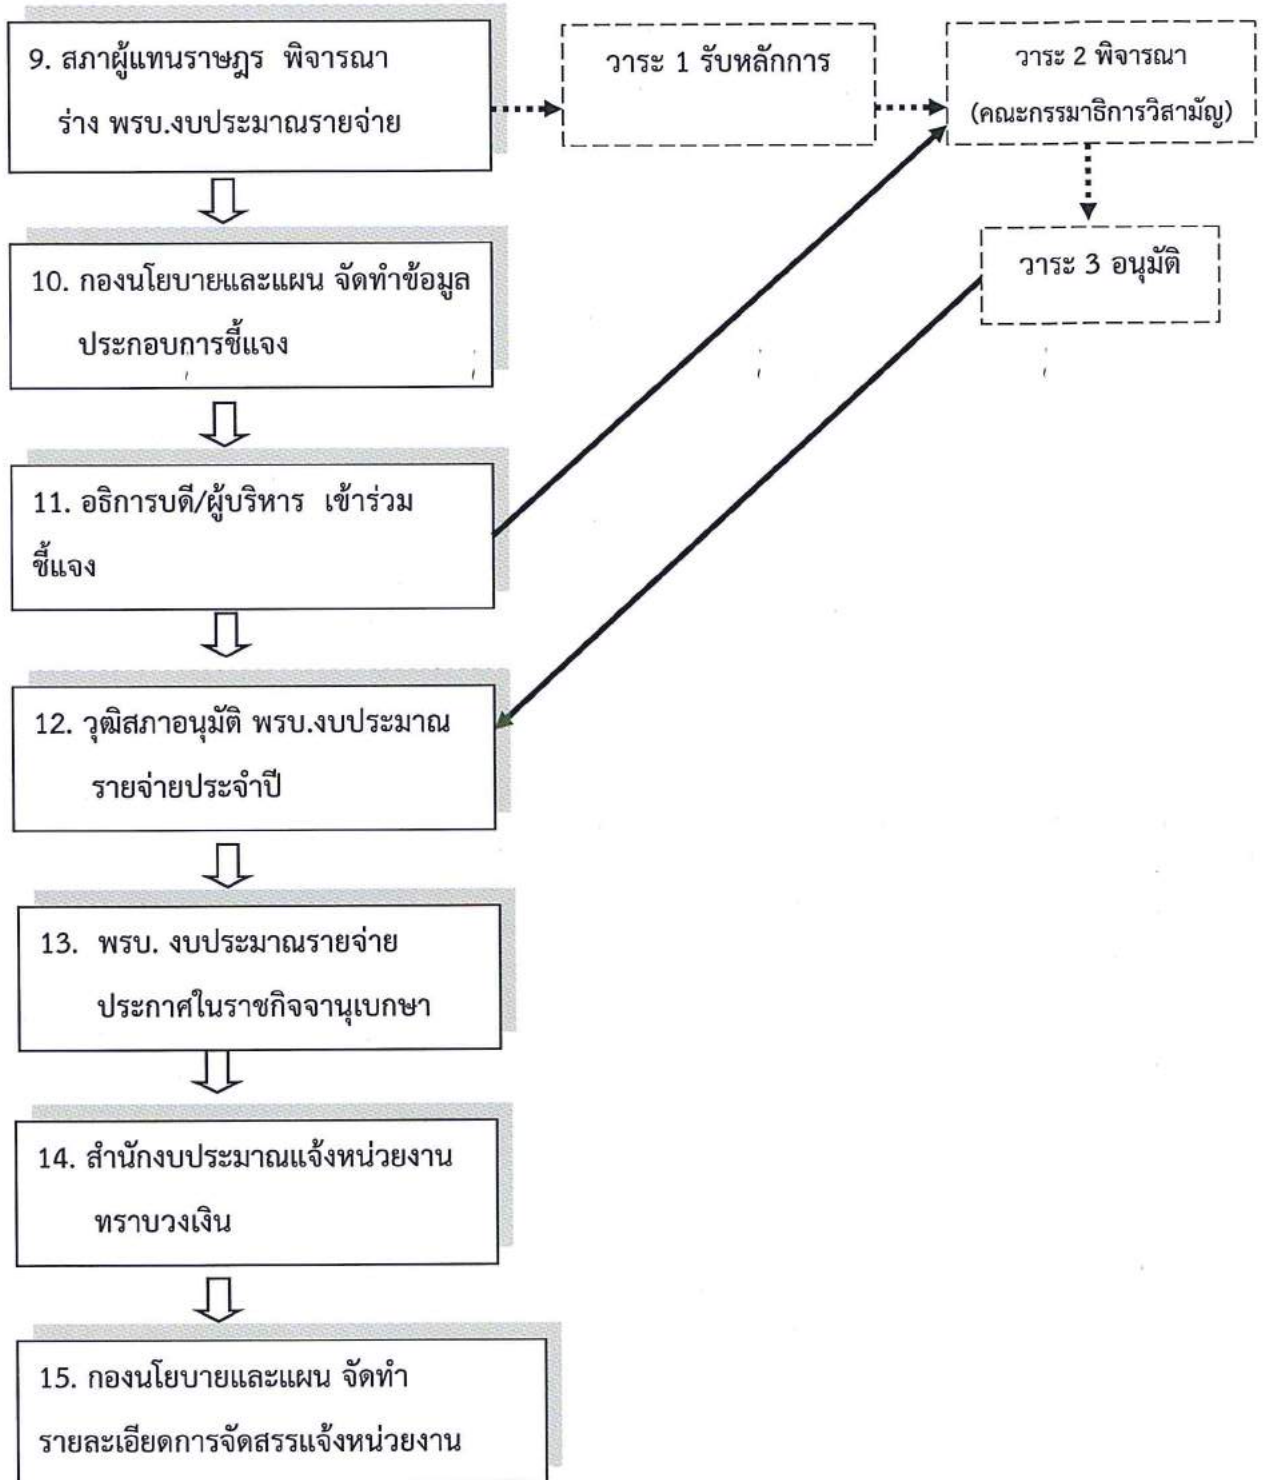 9. สภาผู้แทนราษฎร พิจารณา
ร่าง พรบ.งบประมาณรายจ่าย
วาระ 1 รับหลักการ
วาระ 2 พิจารณา
(คณะกรรมาธิการวิสามัญ)
วาระ 3 อนุมัติ
10. กองนโยบายและแผน จัดทำข้อมูล
ประกอบการชี้แจง
11. อธิการบดี/ผู้บริหาร เข้าร่วม
ชี้แจง
12. วุฒิสภาอนุมัติ พรบ.งบประมาณ
รายจ่ายประจำปี
13. พรบ. งบประมาณรายจ่าย
ประกาศในราชกิจจานุเบกษา
14. สำนักงบประมาณแจ้งหน่วยงาน
ทราบวงเงิน
15. กองนโยบายและแผน จัดทำ
รายละเอียดการจัดสรรแจ้งหน่วยงาน